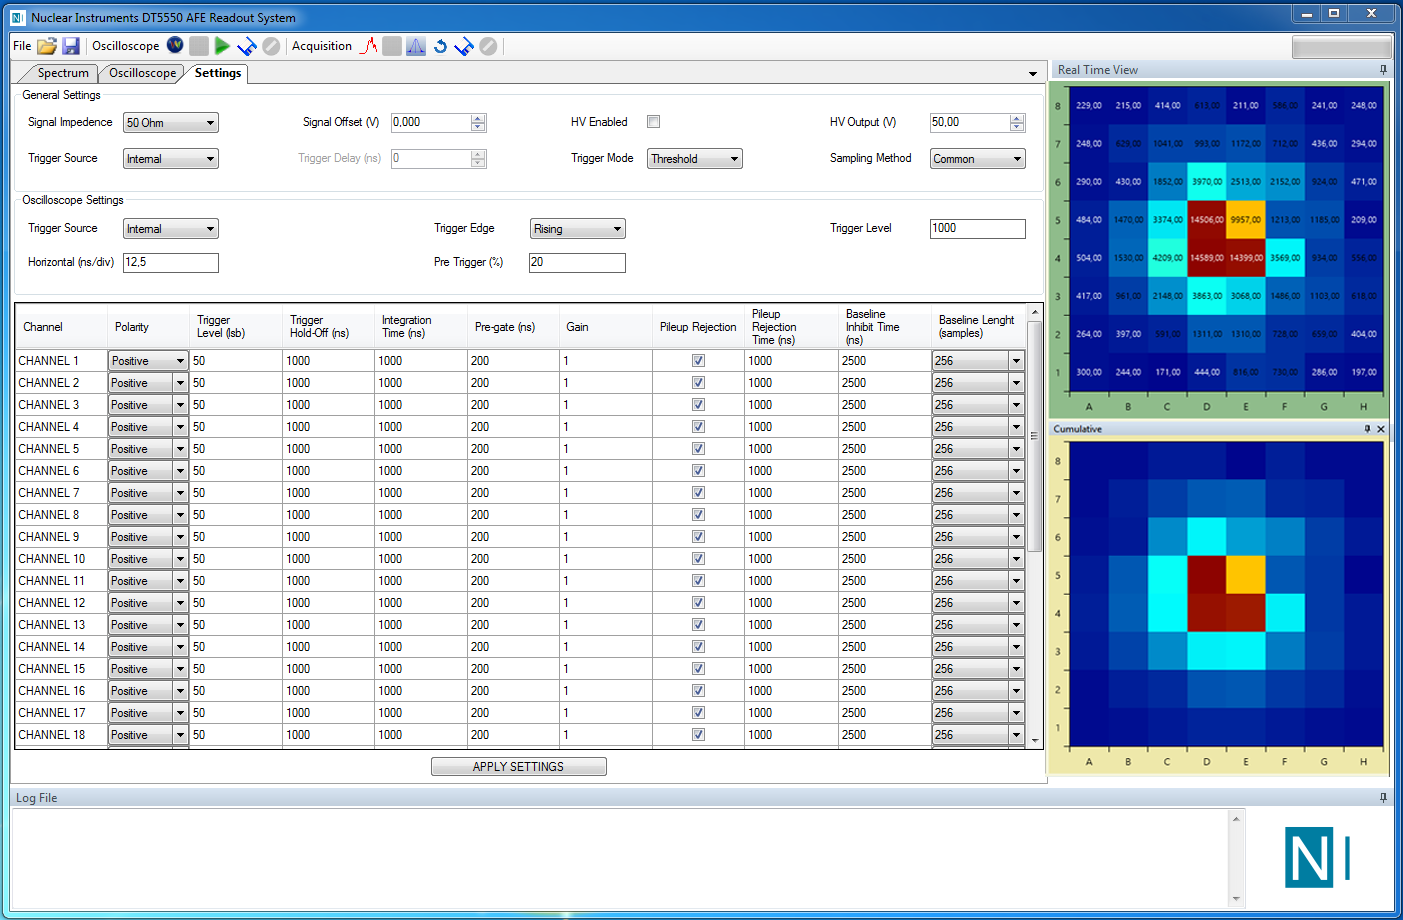 Nuclear Instruments DT5550 AFE Readout System
File Oscilloscope Acquisition
Spectrum Oscilloscope Settings
General Settings
Signal Impedence 50 Ohm Signal Offset (V) 0,000 HV Enabled HV Output (V) 50,00
Trigger Source Internal Trigger Delay (ns) 0 Trigger Mode Threshold Sampling Method Common
Oscilloscope Settings
Trigger Source Internal Trigger Edge Rising Trigger Level 1000
Horizontal (ns/div) 12,5 Pre Trigger (%) 20
Channel Polarity Trigger Level (lsb) Trigger Hold-Off (ns) Integration Time (ns) Pre-gate (ns) Gain Pileup Rejection Pileup Rejection Time (ns) Baseline Inhibit Time (ns) Baseline Lenght (samples)
CHANNEL 1 Positive 50 1000 1000 200 1 1000 2500 256
CHANNEL 2 Positive 50 1000 1000 200 1 1000 2500 256
CHANNEL 3 Positive 50 1000 1000 200 1 1000 2500 256
CHANNEL 4 Positive 50 1000 1000 200 1 1000 2500 256
CHANNEL 5 Positive 50 1000 1000 200 1 1000 2500 256
CHANNEL 6 Positive 50 1000 1000 200 1 1000 2500 256
CHANNEL 7 Positive 50 1000 1000 200 1 1000 2500 256
CHANNEL 8 Positive 50 1000 1000 200 1 1000 2500 256
CHANNEL 9 Positive 50 1000 1000 200 1 1000 2500 256
CHANNEL 10 Positive 50 1000 1000 200 1 1000 2500 256
CHANNEL 11 Positive 50 1000 1000 200 1 1000 2500 256
CHANNEL 12 Positive 50 1000 1000 200 1 1000 2500 256
CHANNEL 13 Positive 50 1000 1000 200 1 1000 2500 256
CHANNEL 14 Positive 50 1000 1000 200 1 1000 2500 256
CHANNEL 15 Positive 50 1000 1000 200 1 1000 2500 256
CHANNEL 16 Positive 50 1000 1000 200 1 1000 2500 256
CHANNEL 17 Positive 50 1000 1000 200 1 1000 2500 256
CHANNEL 18 Positive 50 1000 1000 200 1 1000 2500 256
APPLY SETTINGS
Real Time View
8 229,00 215,00 414,00 613,00 211,00 586,00 241,00 248,00
7 248,00 629,00 1041,00 993,00 1172,00 712,00 436,00 294,00
6 290,00 430,00 1852,00 3970,00 2513,00 2152,00 924,00 471,00
5 484,00 1470,00 3374,00 14506,00 9957,00 1213,00 1185,00 209,00
4 504,00 1530,00 4209,00 14589,00 14399,00 3569,00 934,00 556,00
3 417,00 961,00 2148,00 3863,00 3068,00 1486,00 1103,00 618,00
2 264,00 397,00 591,00 1311,00 1310,00 728,00 659,00 404,00
1 300,00 244,00 171,00 444,00 816,00 730,00 286,00 197,00
A B C D E F G H
Cumulative
8
7
6
5
4
3
2
1
A B C D E F G H
Log File
NI